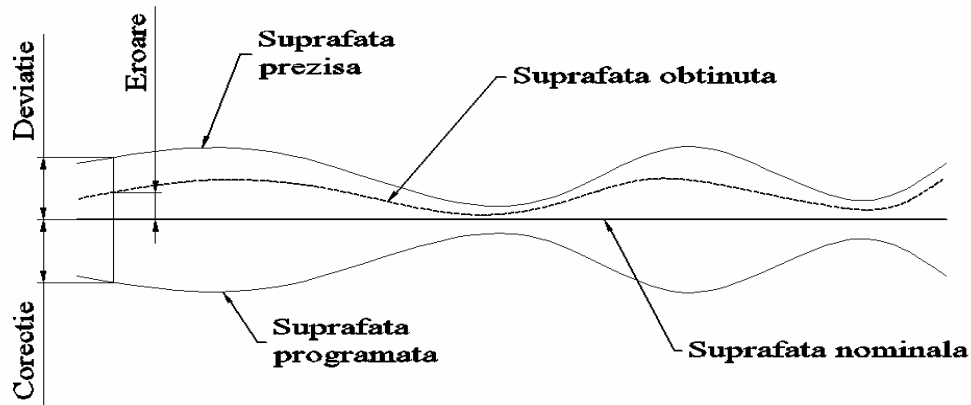 Deviatie
Eroare
Suprafata
prezisa
Suprafata obtinuta
Corectie
Suprafata
programata
Suprafata nominala